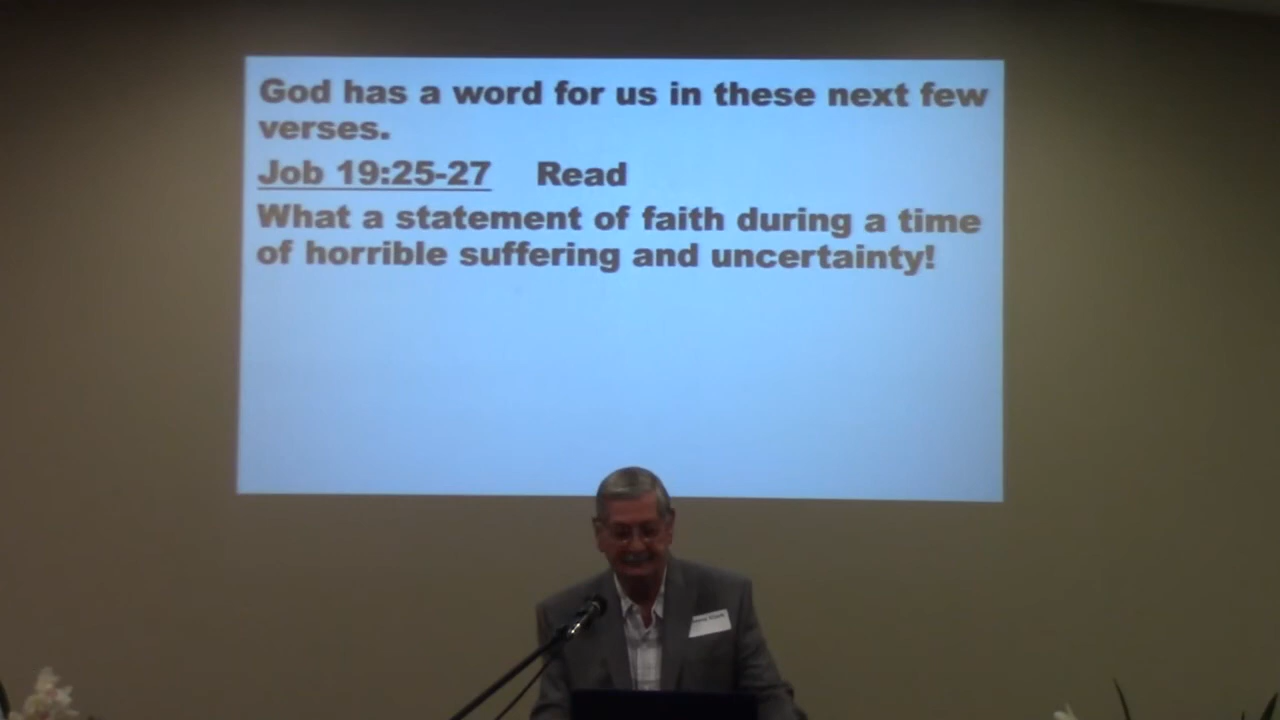 God has a word for us in these next few
verses.
Job 19:25-27 Read
What a statement of faith during a time
of horrible suffering and uncertainty!